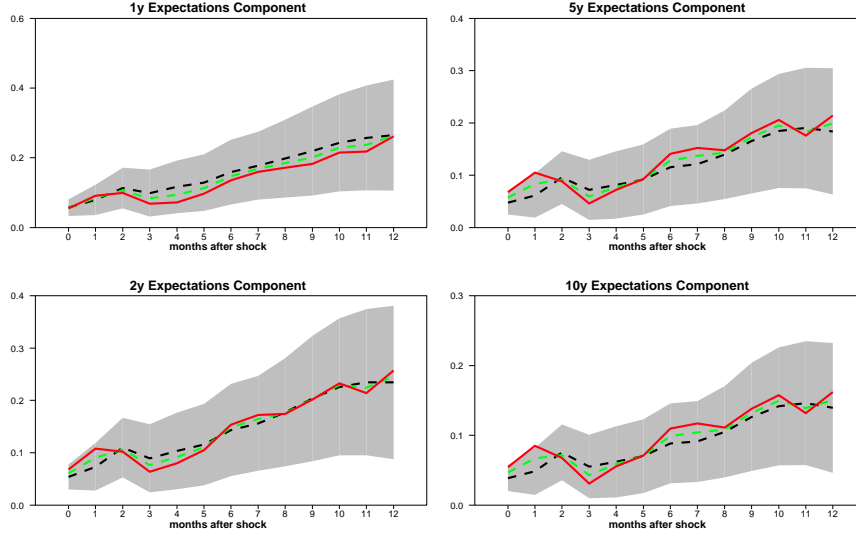 1y Expectations Component
0.6
0.4
0.2
0.0
0 1 2 3 4 5 6 7 8 9 10 11 12
months after shock
5y Expectations Component
0.4
0.3
0.2
0.1
0.0
0 1 2 3 4 5 6 7 8 9 10 11 12
months after shock
2y Expectations Component
0.4
0.3
0.2
0.1
0.0
0 1 2 3 4 5 6 7 8 9 10 11 12
months after shock
10y Expectations Component
0.3
0.2
0.1
0.0
0 1 2 3 4 5 6 7 8 9 10 11 12
months after shock